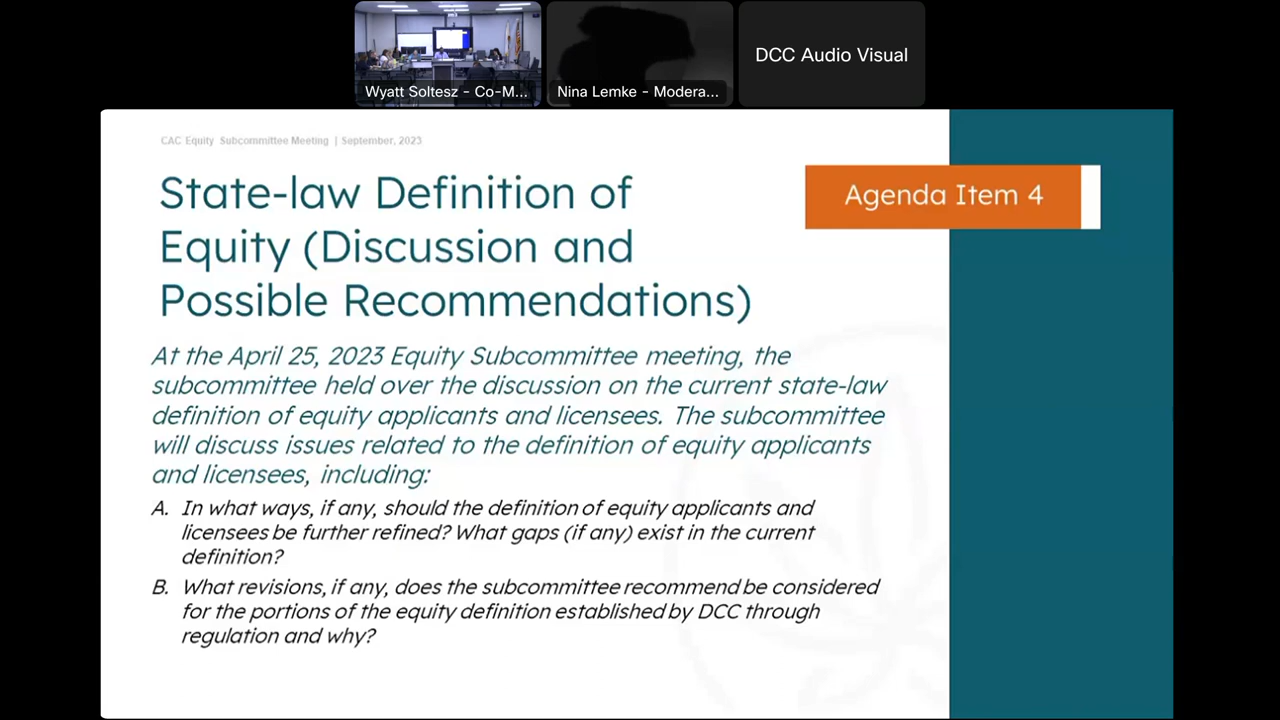 DCC Audio Visual
Wyatt Soltesz - Co-M...
Nina Lemke - Modera...
CAC Equity Subcommittee Meeting | September, 2023
State-law Definition of
Equity (Discussion and
Possible Recommendations)
Agenda Item 4
At the April 25, 2023 Equity Subcommittee meeting, the
subcommittee held over the discussion on the current state-law
definition of equity applicants and licensees. The subcommittee
will discuss issues related to the definition of equity applicants
and licensees, including:
A. In what ways, if any, should the definition of equity applicants and
licensees be further refined? What gaps (if any) exist in the current
definition?
B. What revisions, if any, does the subcommittee recommend be considered
for the portions of the equity definition established by DCC through
regulation and why?